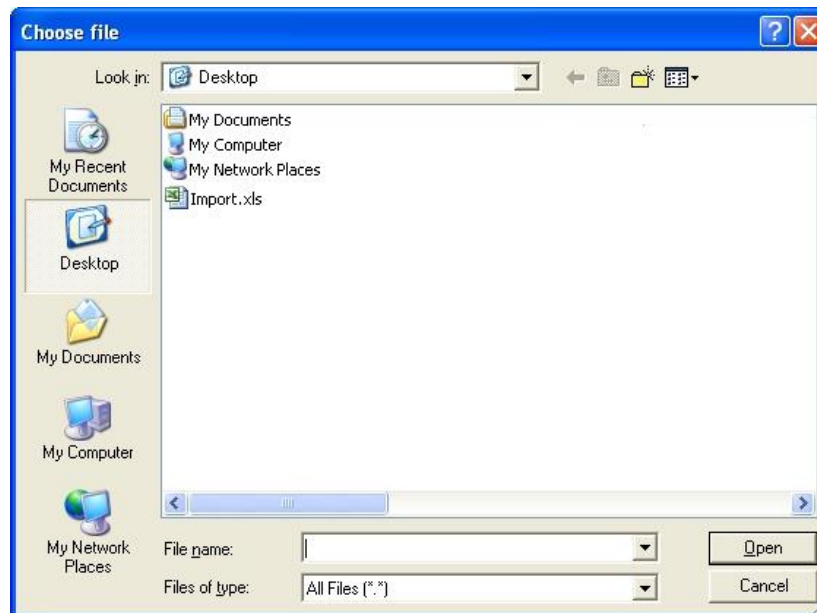 Choose file
Look in:
Desktop
My Recent
Documents
Desktop
My Documents
My Computer
My Network
Places
My Documents
My Computer
My Network Places
Import.xls
File name:
Open
Files of type:
All Files (*.*)
Cancel